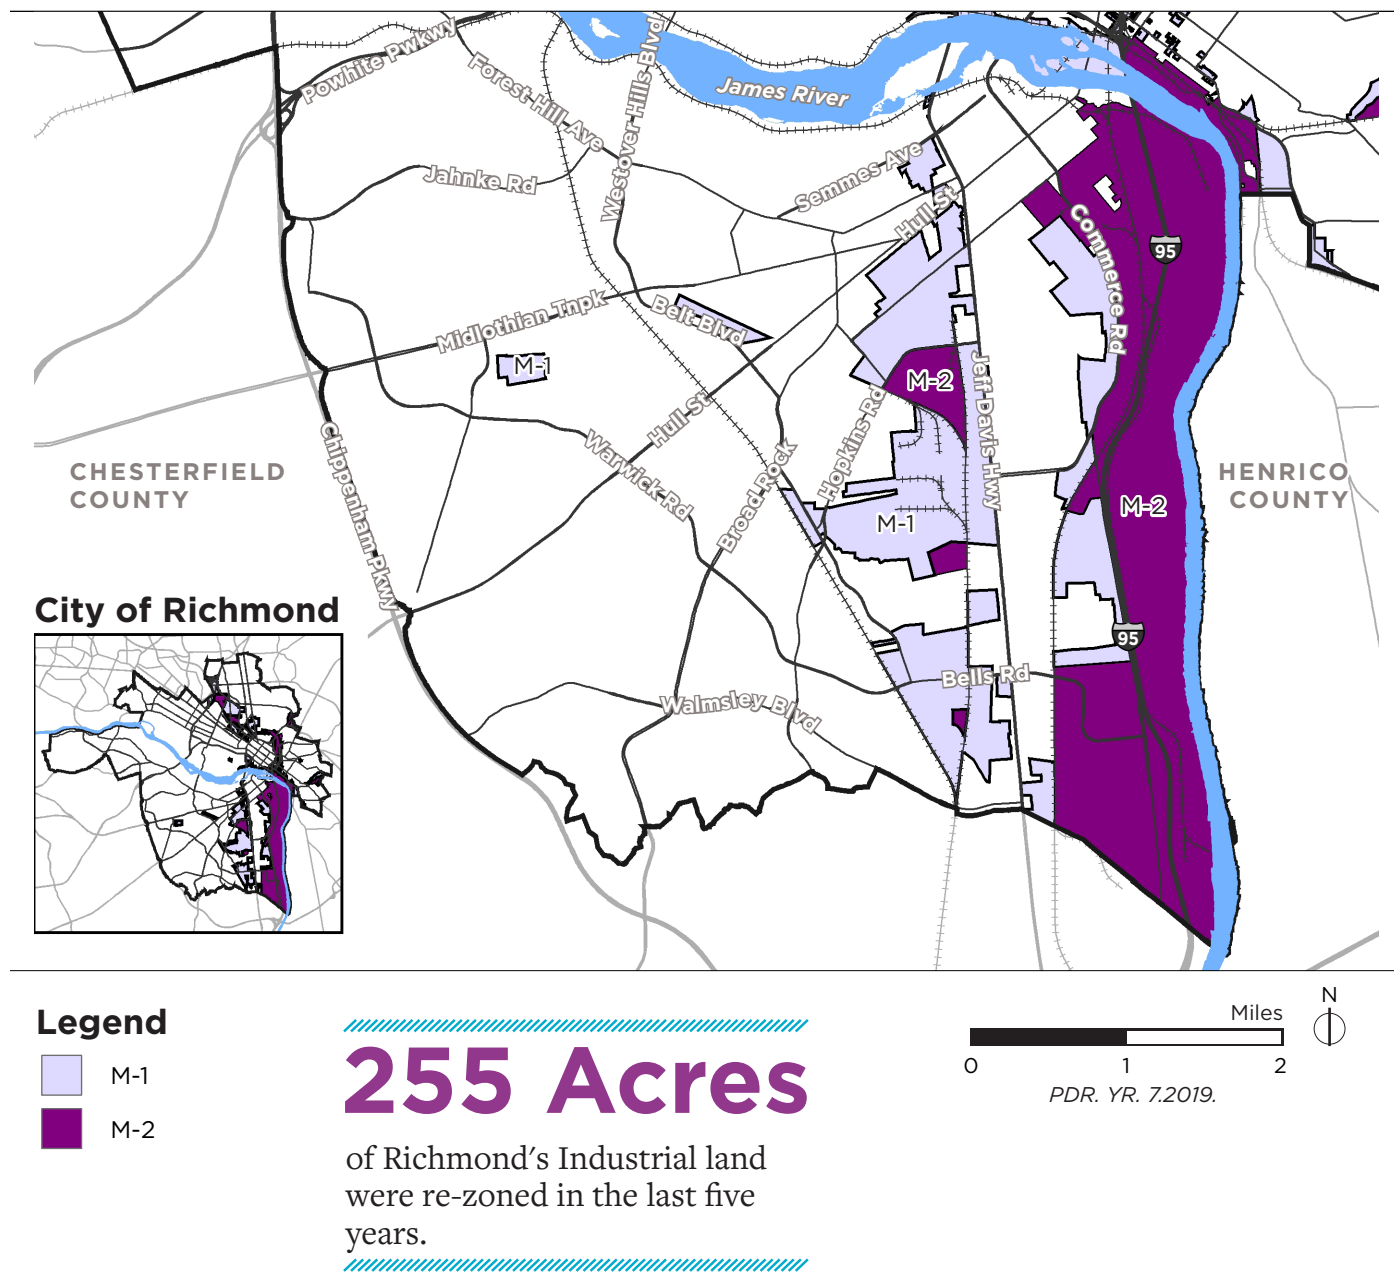 Powhite Pwkwy
Forest Hill Ave
Westover Hills Blvd
James River
Jahnke Rd
Semmes Ave
Hull St
Commerce Rd
95
Midlothian Tnpk
Belt Blvd
M-1
M-2
Jeff Davis Hwy
Hopkins Rd
Hull St
Chippenham Pkwy
Warwick Rd
Broad Rock
CHESTERFIELD
COUNTY
HENRICO
COUNTY
M-1
M-2
95
Bells Rd
Walmsley Blvd
City of Richmond
Legend
M-1
M-2
255 Acres
of Richmond's Industrial land
were re-zoned in the last five
years.
Miles
N
0 1 2
PDR. YR. 7.2019.